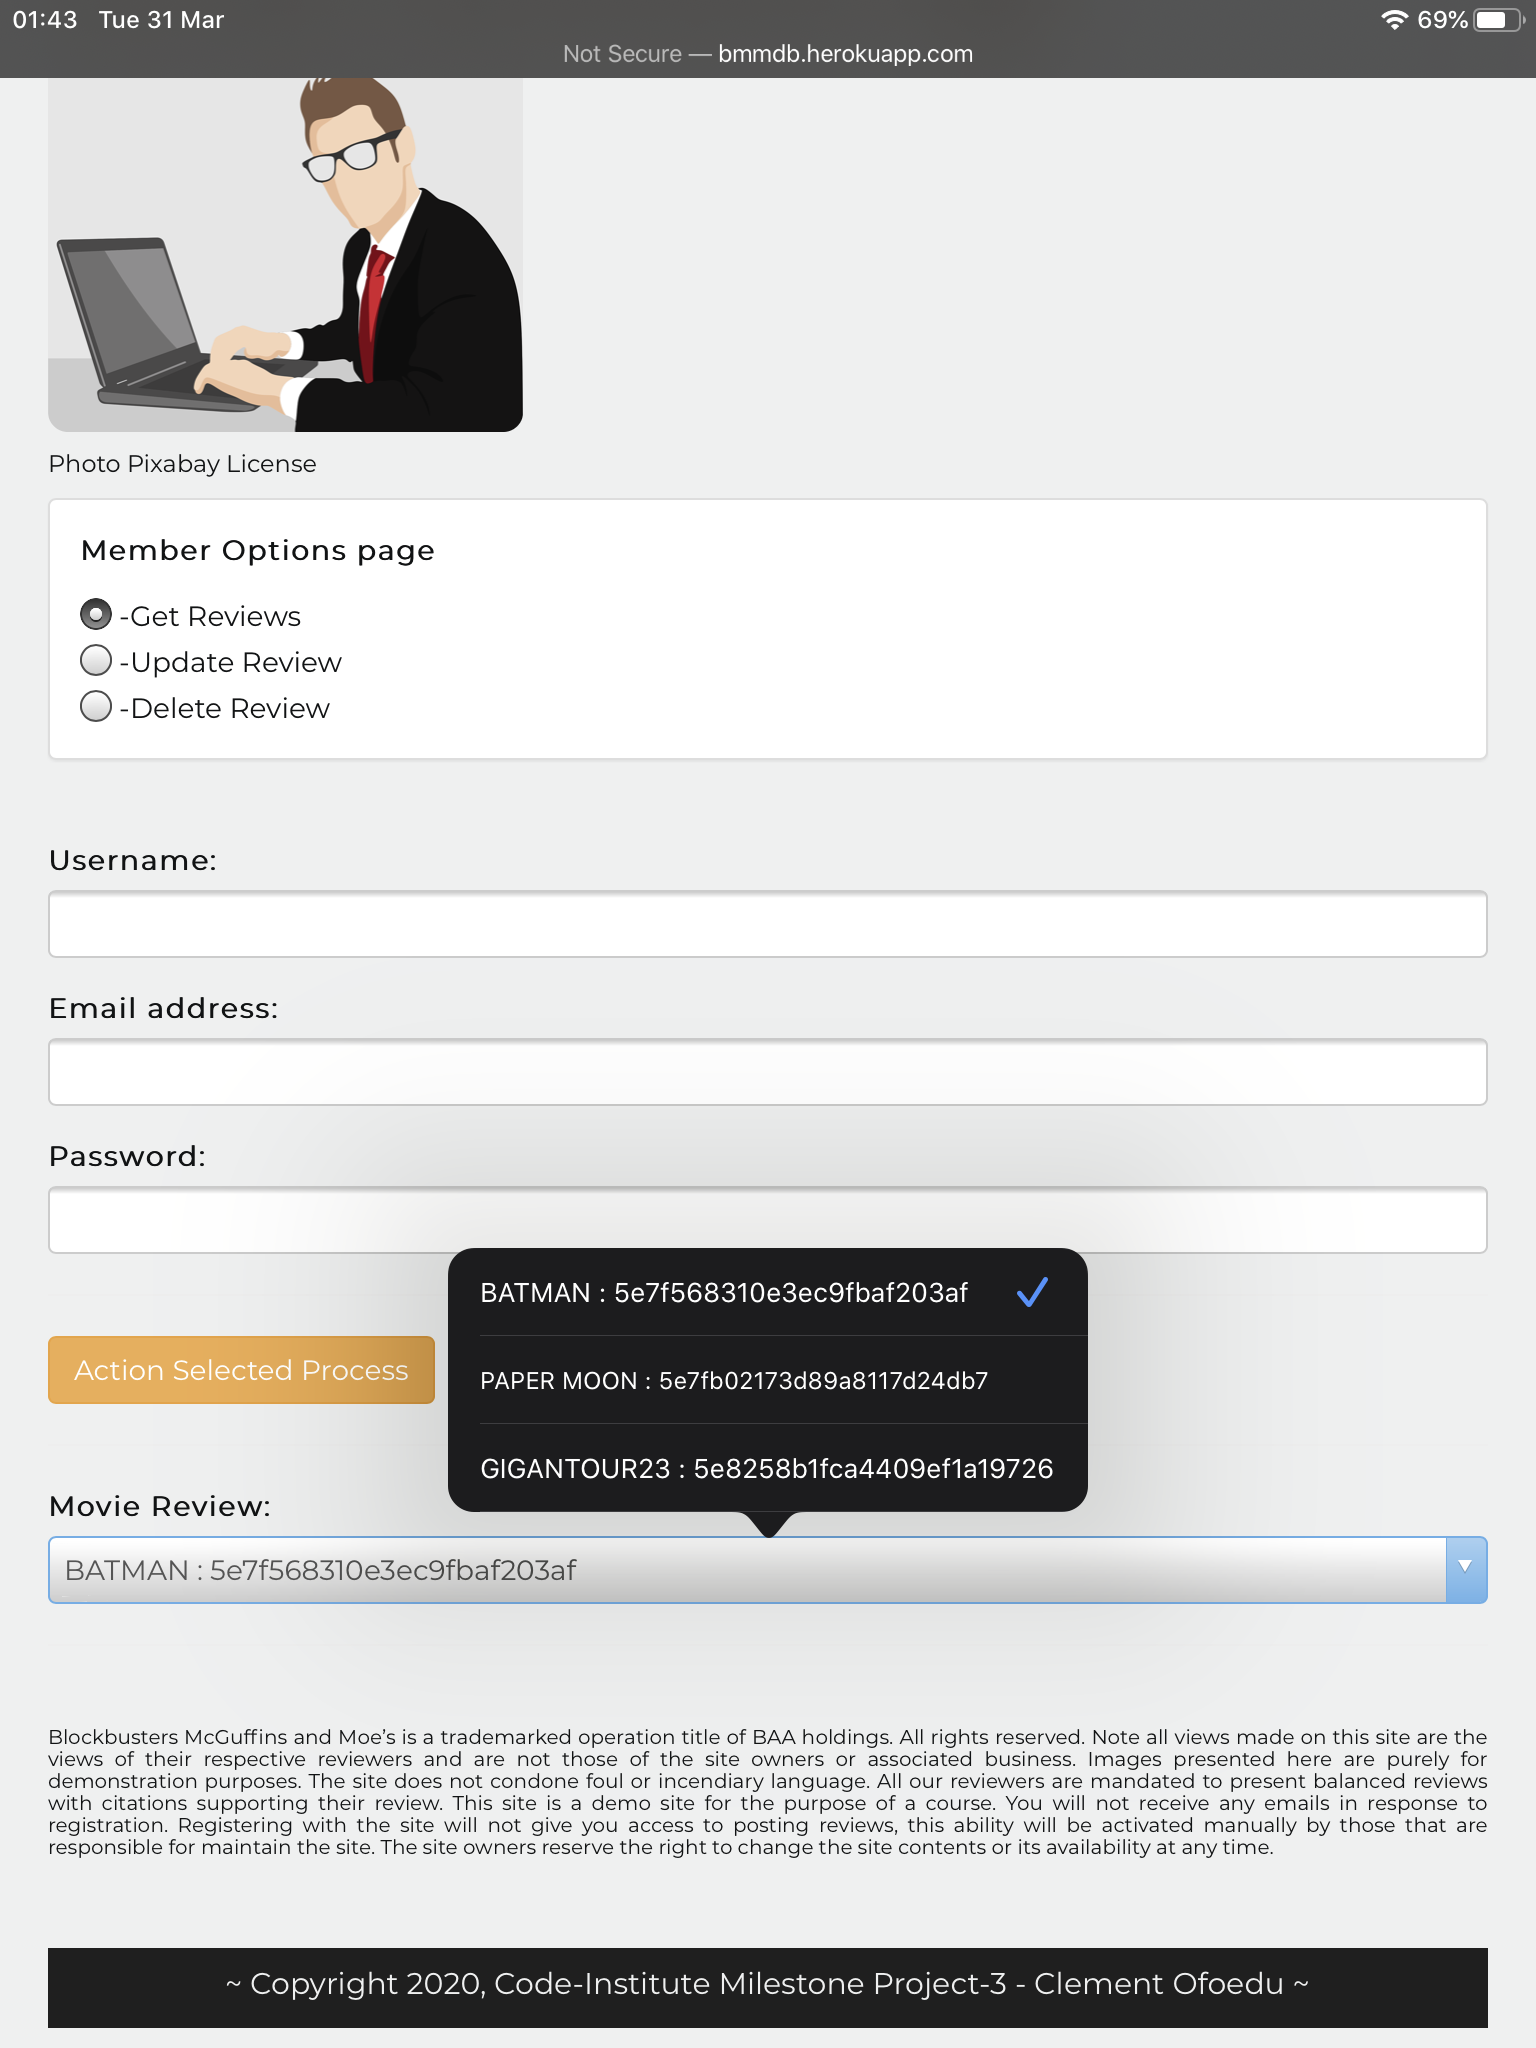 01:43 Tue 31 Mar 69%
Not Secure — bmmdb.herokuapp.com
Photo Pixabay License
Member Options page
-Get Reviews
-Update Review
-Delete Review
Username:
Email address:
Password:
BATMAN : 5e7f568310e3ec9fbaf203af
PAPER MOON : 5e7fb02173d89a8117d24db7
GIGANTOUR23 : 5e8258b1fca4409ef1a19726
Action Selected Process
Movie Review:
BATMAN : 5e7f568310e3ec9fbaf203af
Blockbusters McGuffins and Moe’s is a trademarked operation title of BAA holdings. All rights reserved. Note all views made on this site are the
views of their respective reviewers and are not those of the site owners or associated business. Images presented here are purely for
demonstration purposes. The site does not condone foul or incendiary language. All our reviewers are mandated to present balanced reviews
with citations supporting their review. This site is a demo site for the purpose of a course. You will not receive any emails in response to
registration. Registering with the site will not give you access to posting reviews, this ability will be activated manually by those that are
responsible for maintain the site. The site owners reserve the right to change the site contents or its availability at any time.
~ Copyright 2020, Code-Institute Milestone Project-3 - Clement Ofoedu ~